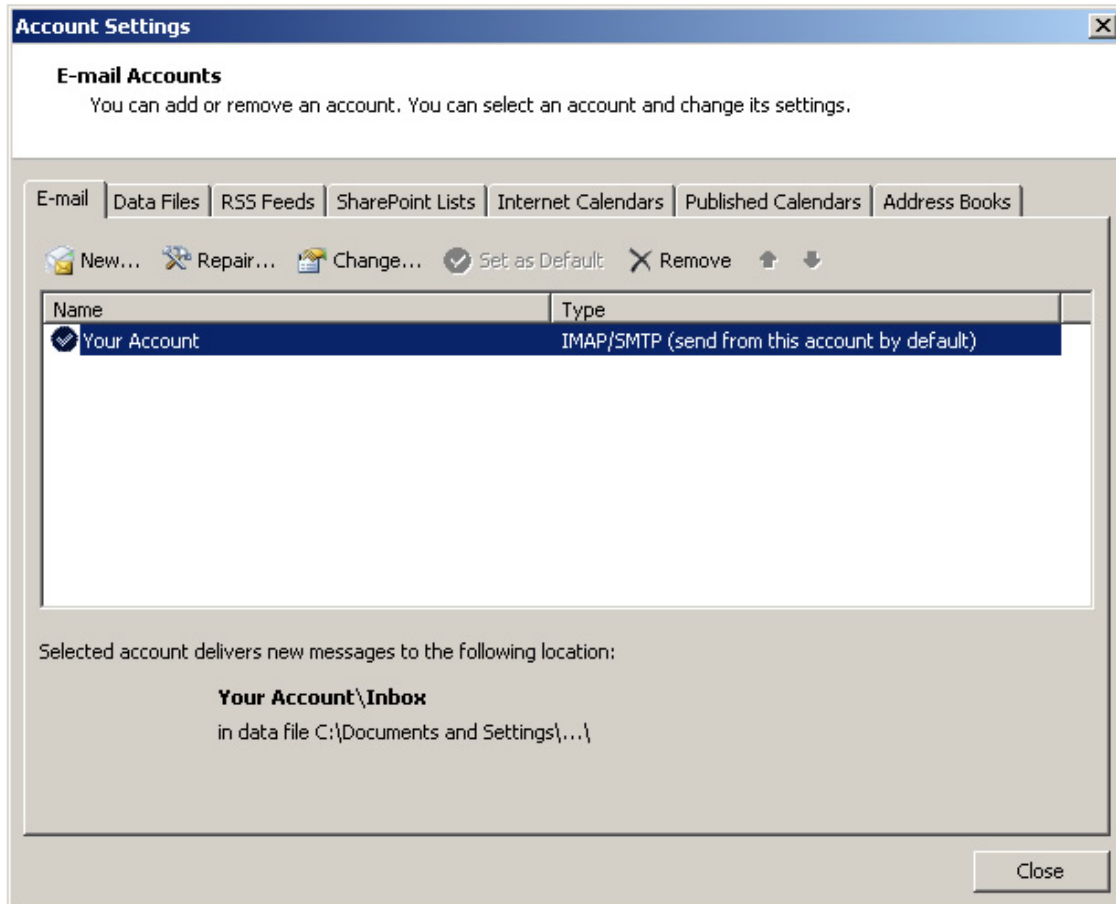 Account Settings
E-mail Accounts
You can add or remove an account. You can select an account and change its settings.
E-mail Data Files RSS Feeds SharePoint Lists Internet Calendars Published Calendars Address Books
New... Repair... Change... Set as Default Remove
Name Type
Your Account IMAP/SMTP (send from this account by default)
Selected account delivers new messages to the following location:
Your Account\Inbox
in data file C:\Documents and Settings\...\
Close